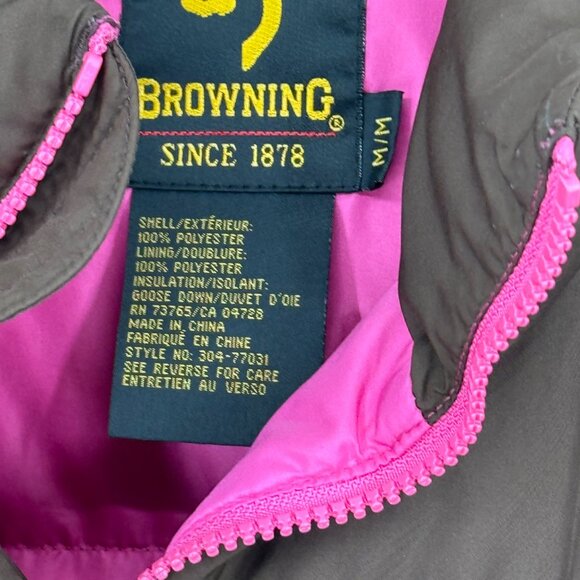 BROWNING®
SINCE 1878
M/M
SHELL/EXTÉRIEUR:
100% POLYESTER
LINING/DOUBLURE:
100% POLYESTER
INSULATION/ISOLANT:
GOOSE DOWN/DUVET D'OIE
RN 73765/CA 04728
MADE IN CHINA
FABRIQUÉ EN CHINE
STYLE NO: 304-77031
SEE REVERSE FOR CARE
ENTRETIEN AU VERSO